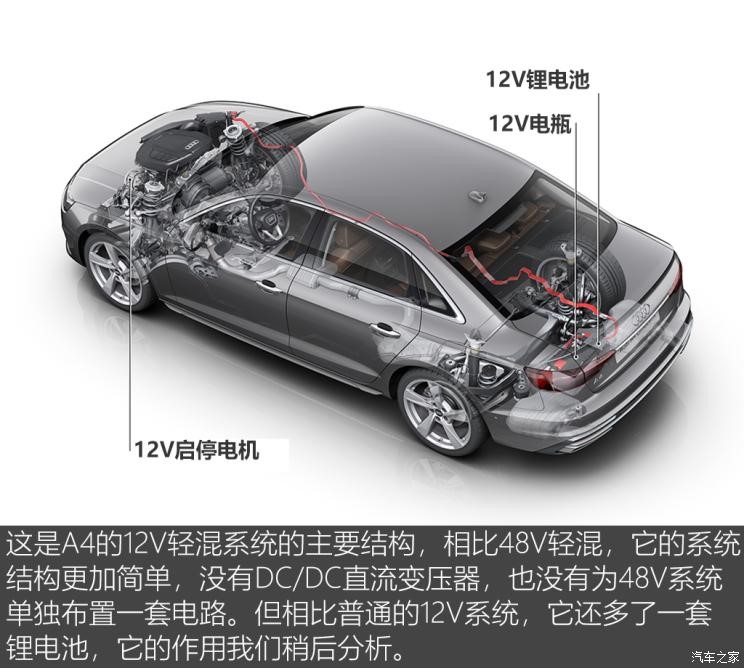 12V锂电池
12V电瓶
12V启停电机
这是A4的12V轻混系统的主要结构，相比48V轻混，它的系统
结构更加简单，没有DC/DC直流变压器，也没有为48V系统
单独布置一套电路。但相比普通的12V系统，它还多了一套
锂电池，它的作用我们稍后分析。
汽车之家